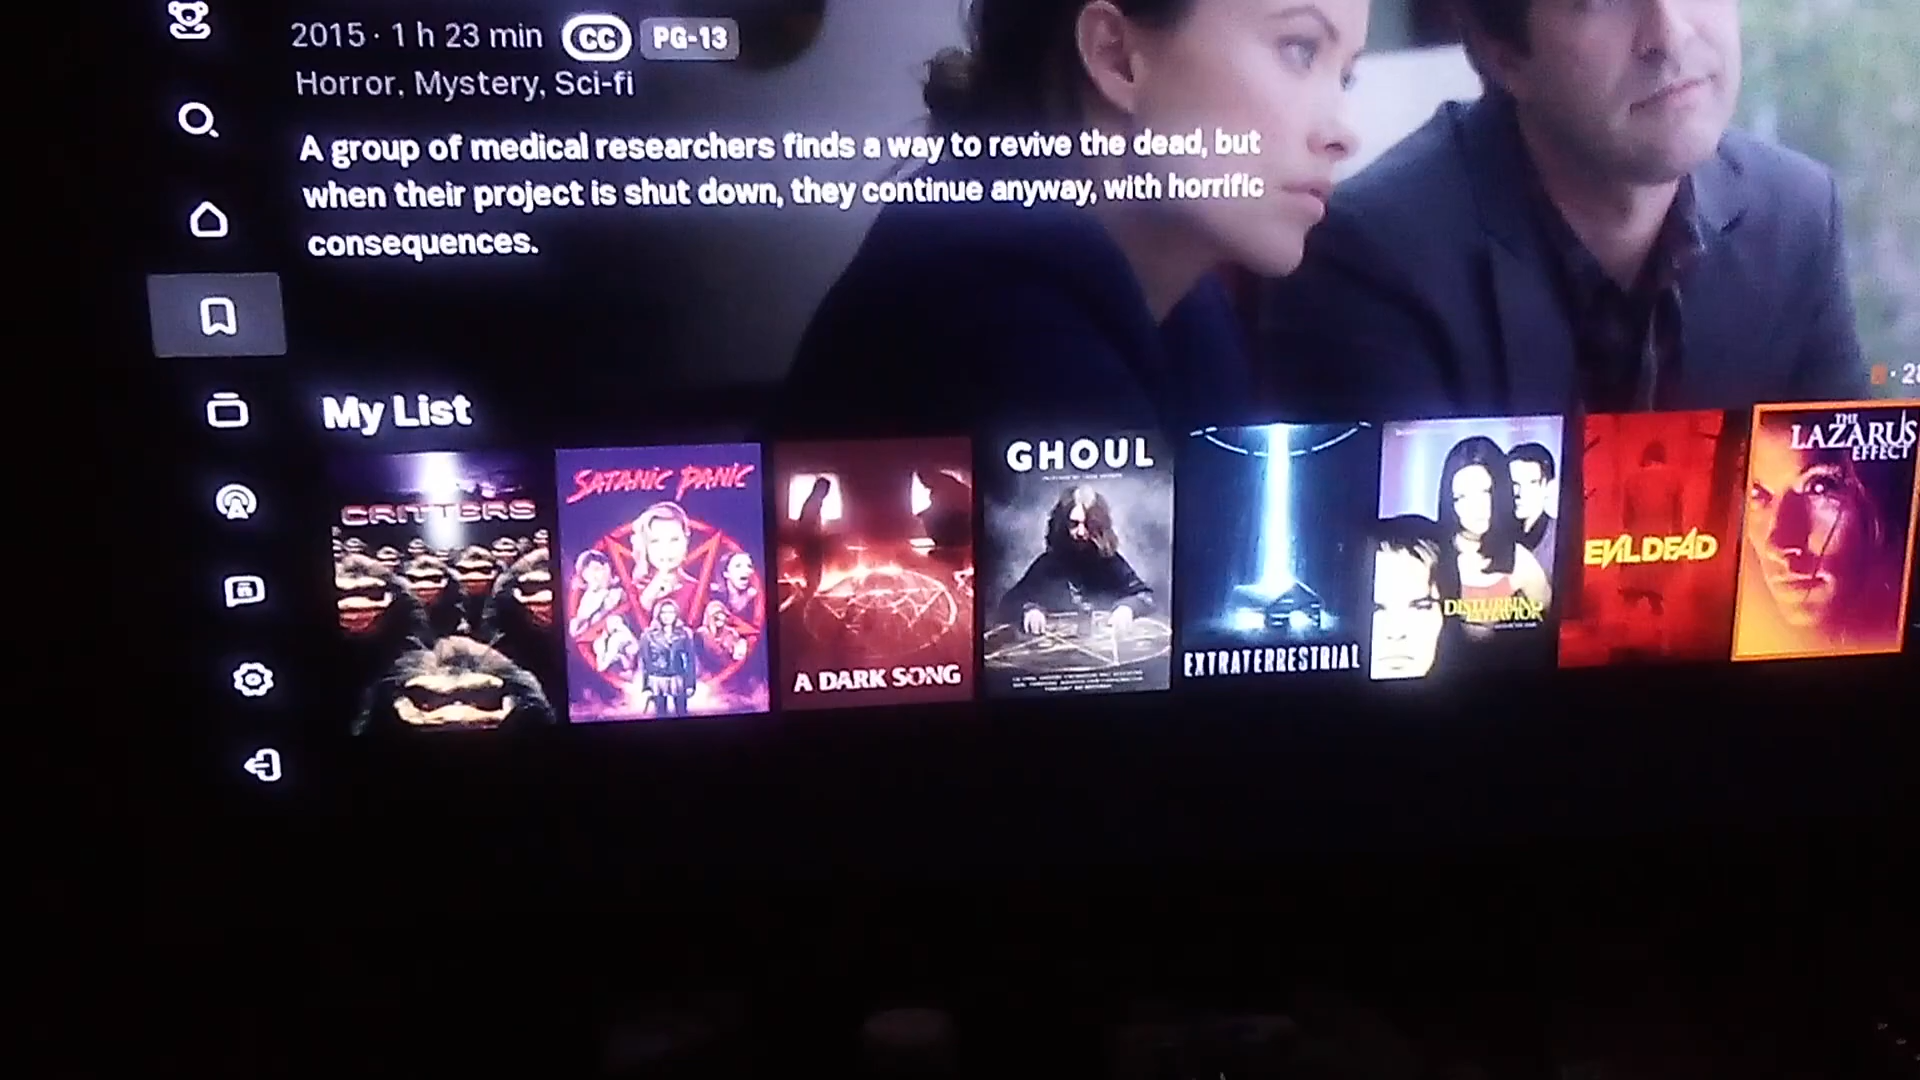 2015 · 1 h 23 min CC PG-13
Horror, Mystery, Sci-fi
A group of medical researchers finds a way to revive the dead, but
when their project is shut down, they continue anyway, with horrific
consequences.
My List
CRITTERS
SATANIC PANIC
A DARK SONG
GHOUL
EXTRATERRESTRIAL
DISTURBING
BEHAVIOR
EVIL DEAD
THE
LAZARUS
EFFECT